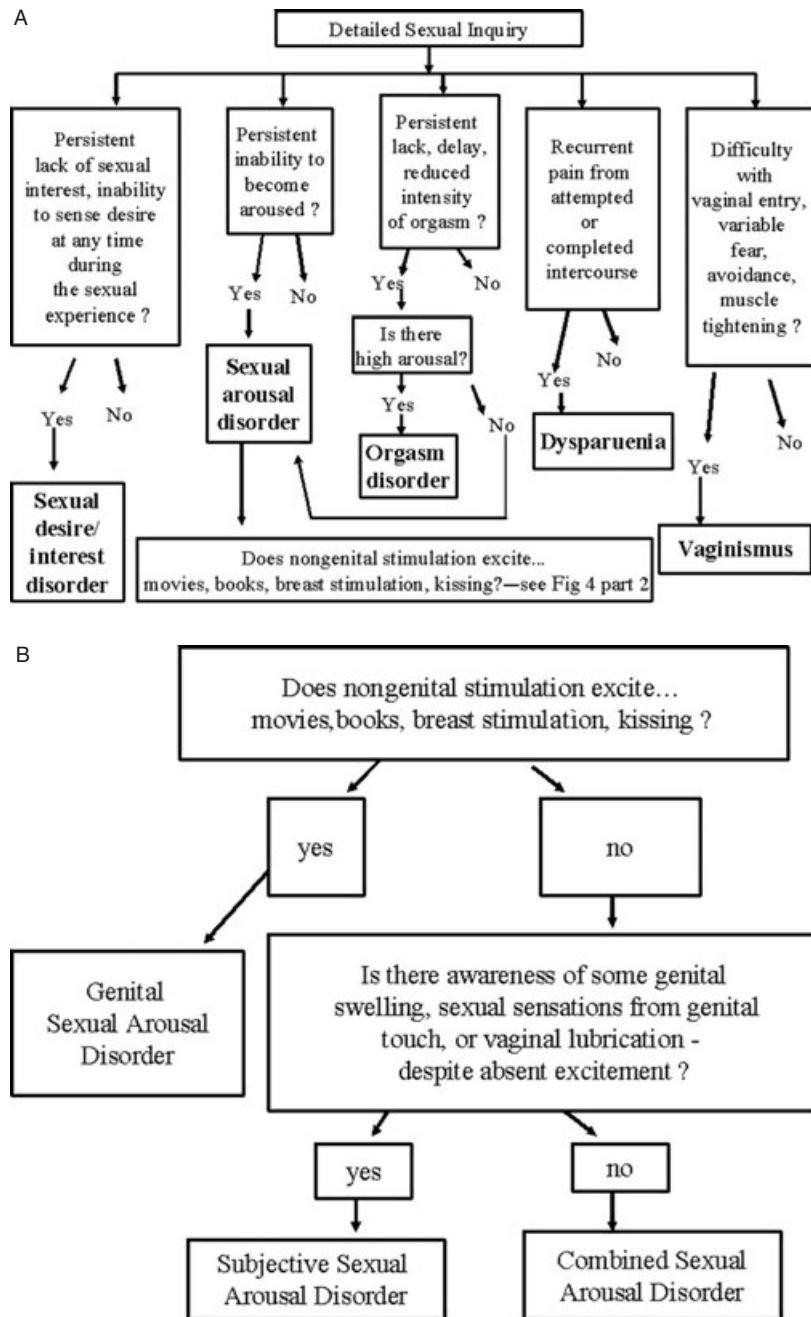 A
Detailed Sexual Inquiry
Persistent
lack of sexual
interest, inability
to sense desire
at any time
during
the sexual
experience ?
Yes
No
Sexual
desire/
interest
disorder
Persistent
inability to
become
aroused ?
Yes
No
Sexual
arousal
disorder
Persistent
lack, delay,
reduced
intensity
of orgasm ?
Yes
No
Is there
high arousal?
Yes
No
Orgasm
disorder
Recurrent
pain from
attempted
or
completed
intercourse
Yes
No
Dysparuenia
Difficulty
with
vaginal entry,
variable
fear,
avoidance,
muscle
tightening ?
Yes
No
Vaginismus
Does nongenital stimulation excite...
movies, books, breast stimulation, kissing?—see Fig 4 part 2
B
Does nongenital stimulation excite…
movies,books, breast stimulation, kissing ?
yes
no
Genital
Sexual Arousal
Disorder
Is there awareness of some genital
swelling, sexual sensations from genital
touch, or vaginal lubrication -
despite absent excitement ?
yes
no
Subjective Sexual
Arousal Disorder
Combined Sexual
Arousal Disorder